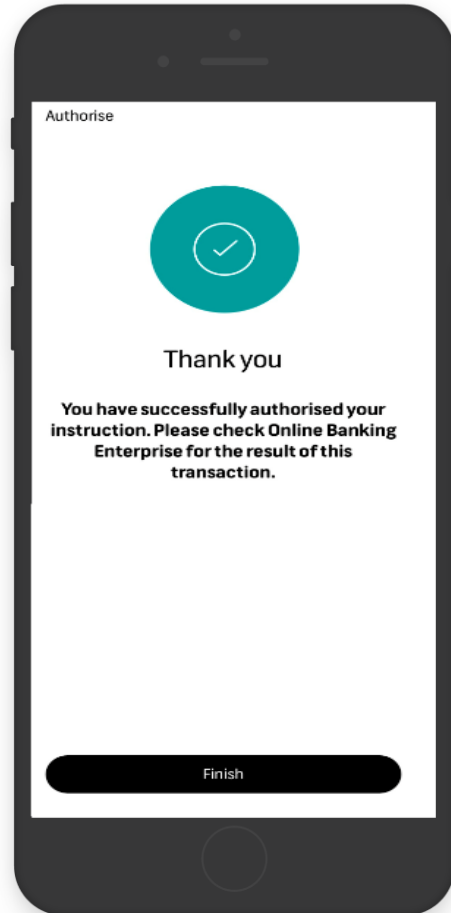 Authorise
Thank you
You have successfully authorised your
instruction. Please check Online Banking
Enterprise for the result of this
transaction.
Finish